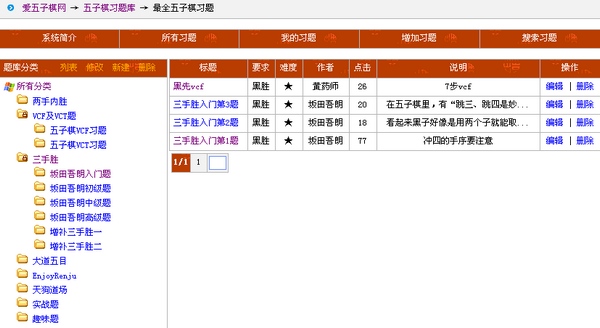 爱五子棋网 → 五子棋习题库 → 最全五子棋习题
系统简介 所有习题 我的习题 增加习题 搜索习题
题库分类 列表 修改 新建 删除
所有分类
两手内胜
VCF及VCT题
五子棋VCF习题
五子棋VCT习题
三手胜
坂田吾朗入门题
坂田吾朗初级题
坂田吾朗中级题
坂田吾朗高级题
增补三手胜一
增补三手胜二
大道五目
EnjoyRenju
天狗道场
实战题
趣味题
标题 要求 难度 作者 点击 说明 操作
黑先vcf 黑胜 ★ 黄药师 26 7步vcf 编辑 | 删除
三手胜入门第3题 黑胜 ★ 坂田吾朗 20 在五子棋里，有“跳三、跳四是妙... 编辑 | 删除
三手胜入门第2题 黑胜 ★ 坂田吾朗 18 看起来黑子好像是用两个子就能取... 编辑 | 删除
三手胜入门第1题 黑胜 ★ 坂田吾朗 77 冲四的手序要注意 编辑 | 删除
1/1 1